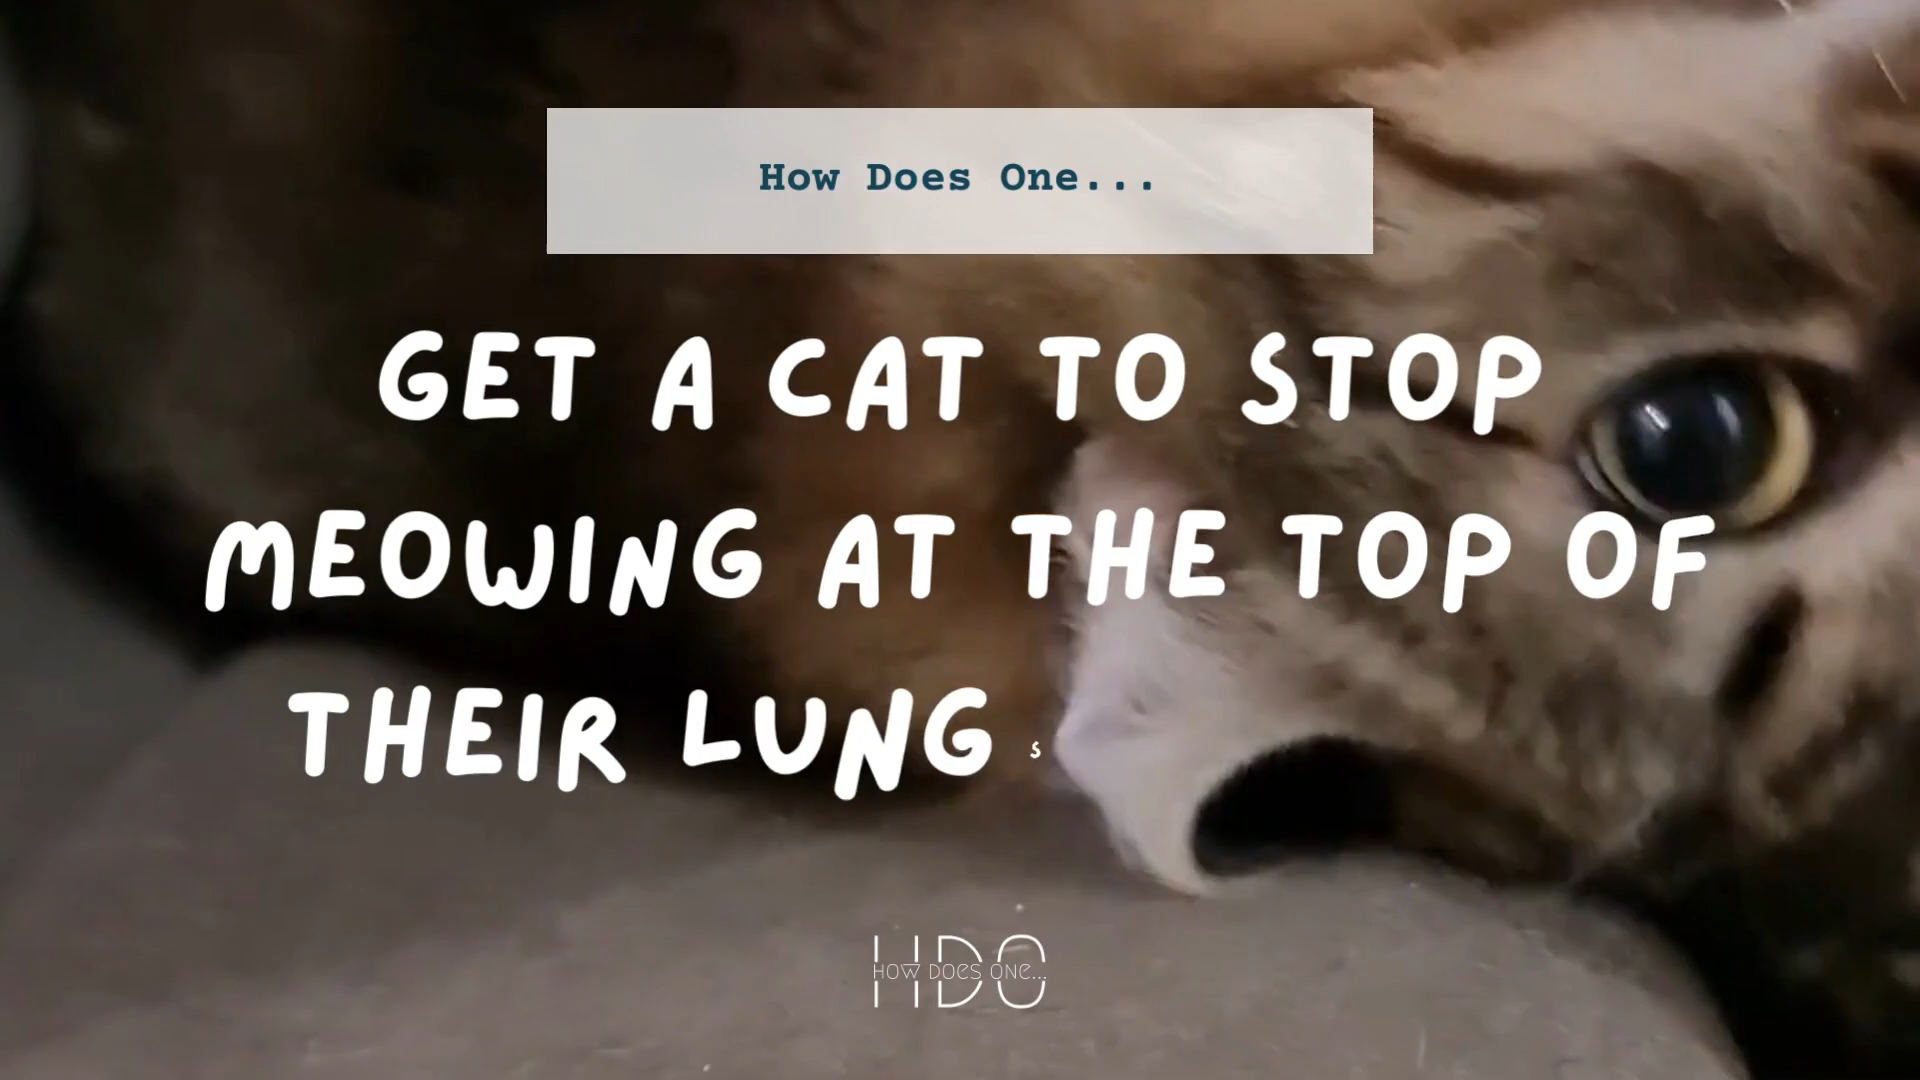 How Does One...
GET A CAT TO STOP
MEOWING AT THE TOP OF
THEIR LUNG s
HDO
HOW DOES ONE...